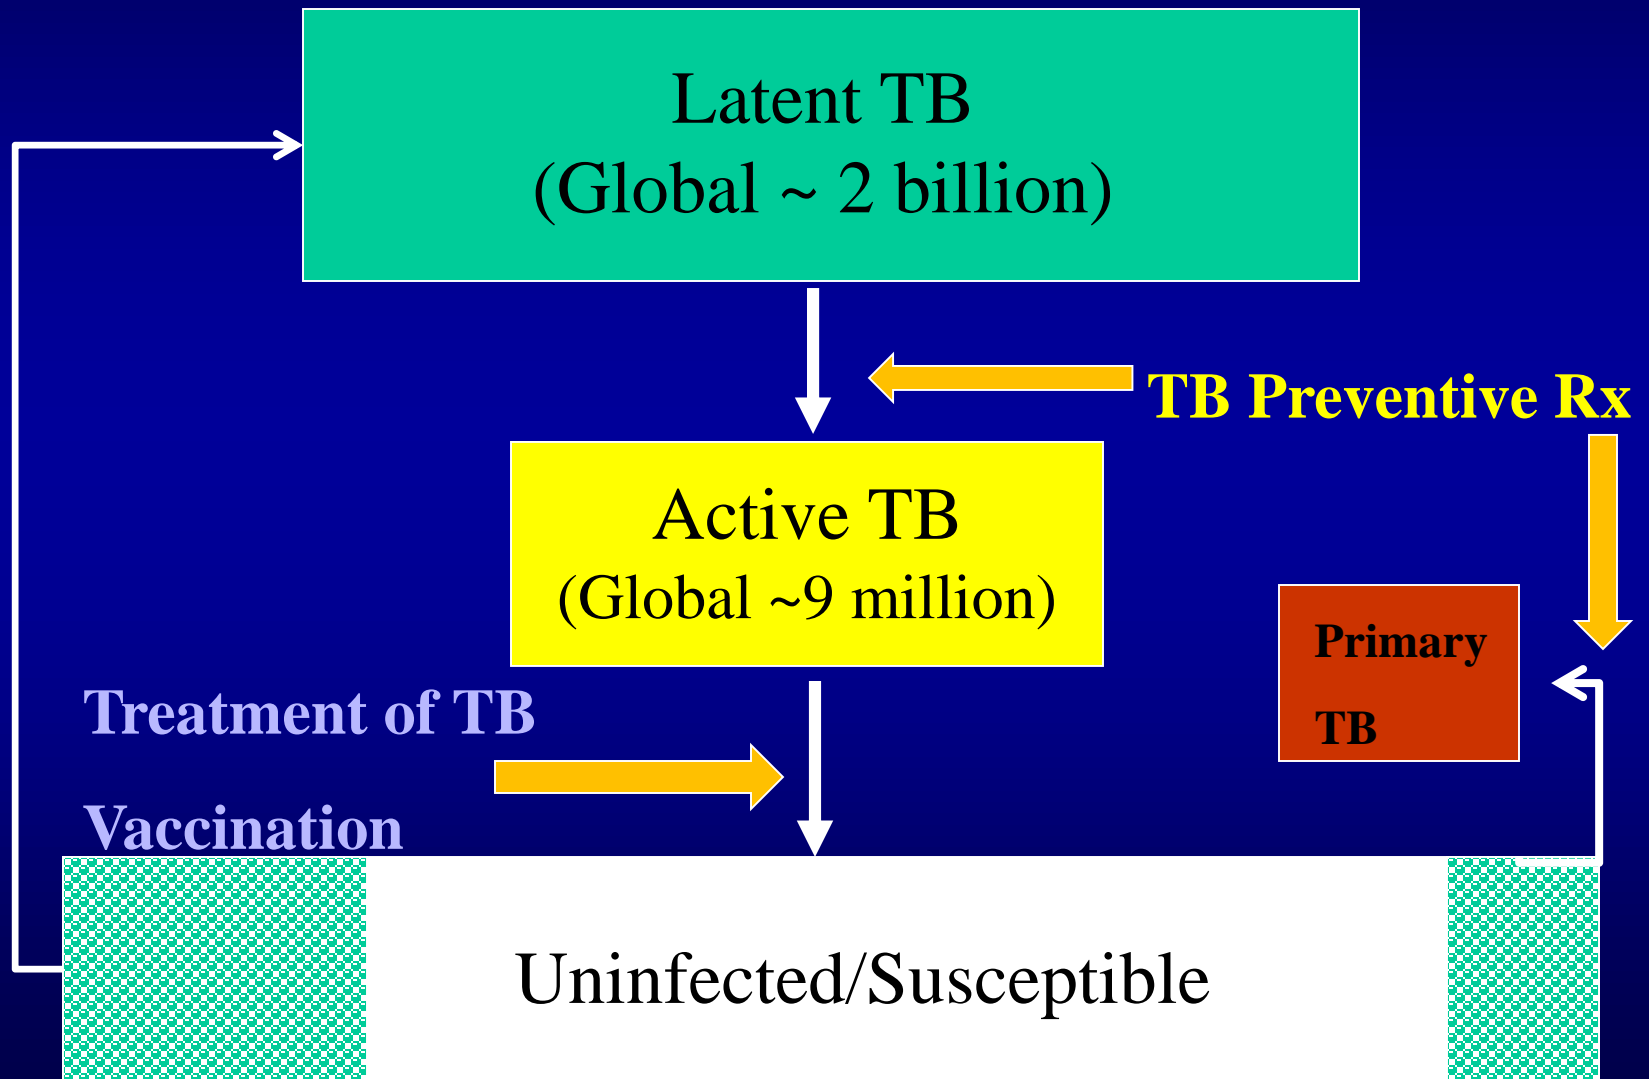 Latent TB
(Global ~ 2 billion)
TB Preventive Rx
Active TB
(Global ~9 million)
Primary
TB
Treatment of TB
Vaccination
Uninfected/Susceptible